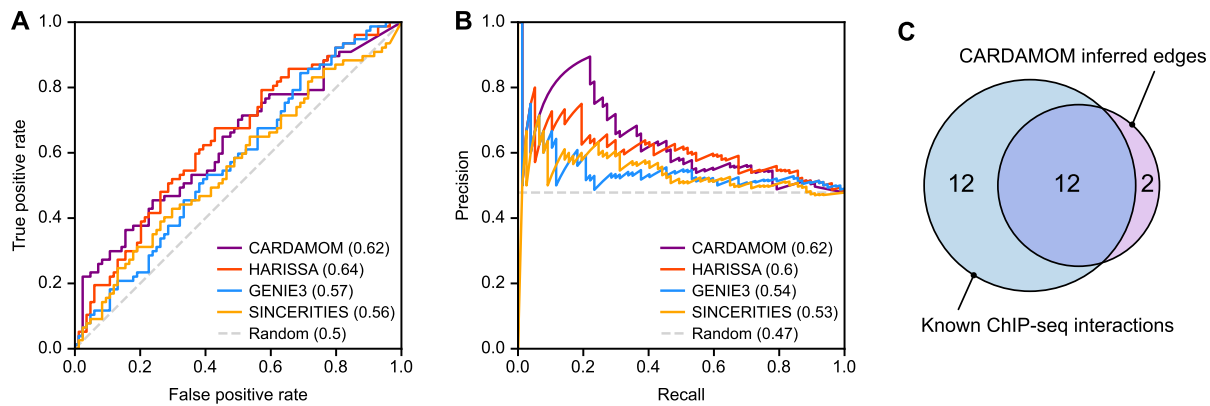 A
True positive rate
1.0
0.8
0.6
0.4
0.2
0.0
0.0 0.2 0.4 0.6 0.8 1.0
False positive rate
CARDAMOM (0.62)
HARISSA (0.64)
GENIE3 (0.57)
SINCERITIES (0.56)
Random (0.5)
B
Precision
1.0
0.8
0.6
0.4
0.2
0.0
0.0 0.2 0.4 0.6 0.8 1.0
Recall
CARDAMOM (0.62)
HARISSA (0.6)
GENIE3 (0.54)
SINCERITIES (0.53)
Random (0.47)
C
CARDAMOM inferred edges
12 12 2
Known ChIP-seq interactions